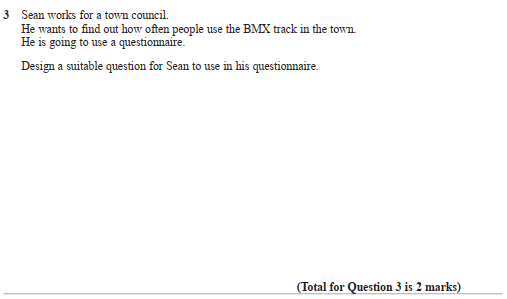 3 Sean works for a town council.
He wants to find out how often people use the BMX track in the town.
He is going to use a questionnaire.
Design a suitable question for Sean to use in his questionnaire.
(Total for Question 3 is 2 marks)